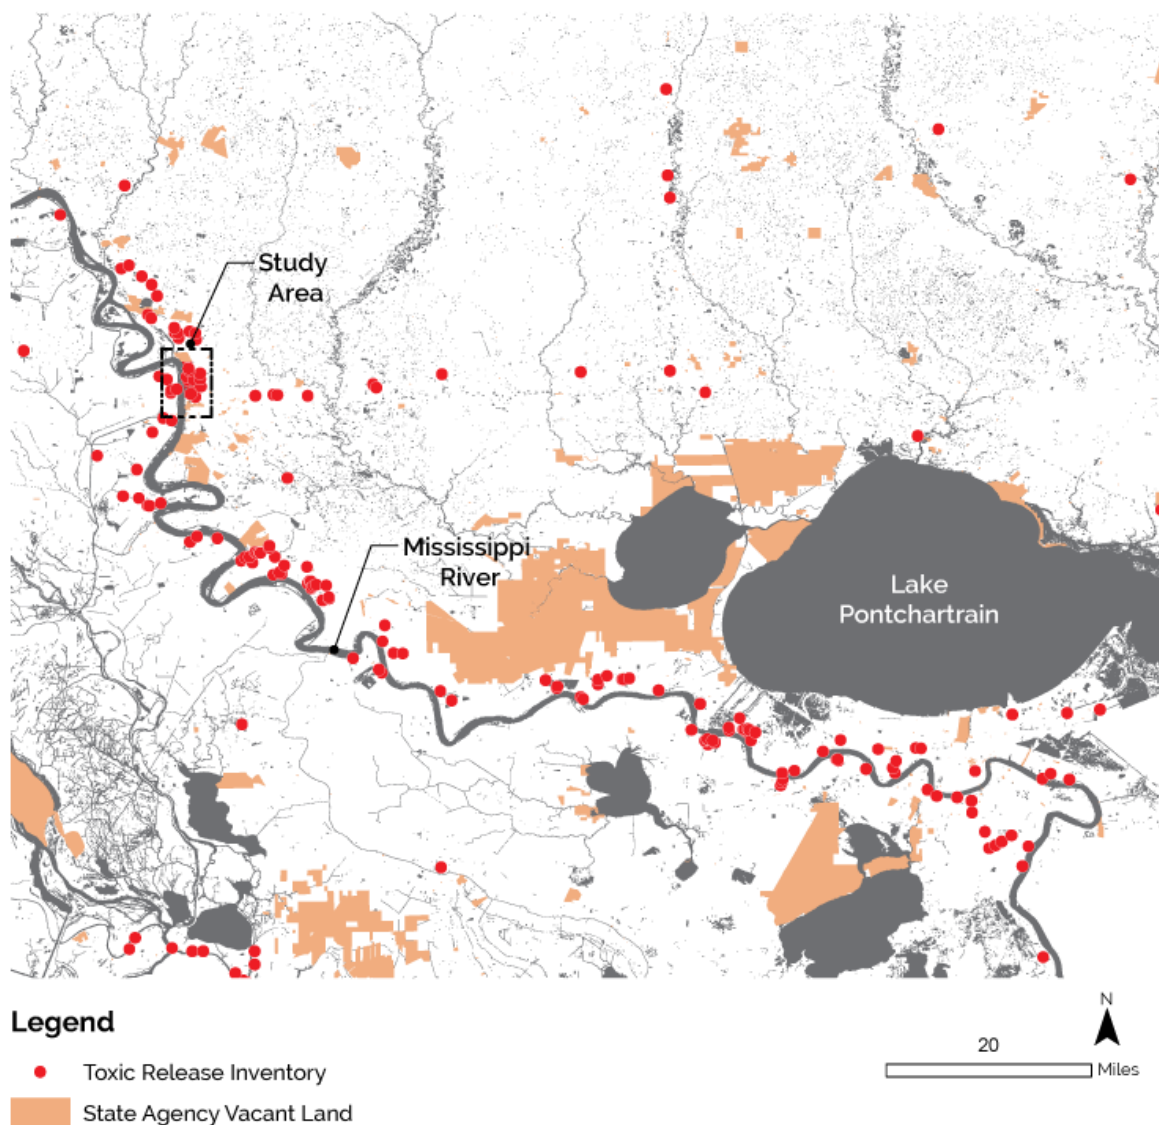 Study
Area
Mississippi
River
Lake
Pontchartrain
Legend
Toxic Release Inventory
State Agency Vacant Land
N
20
Miles